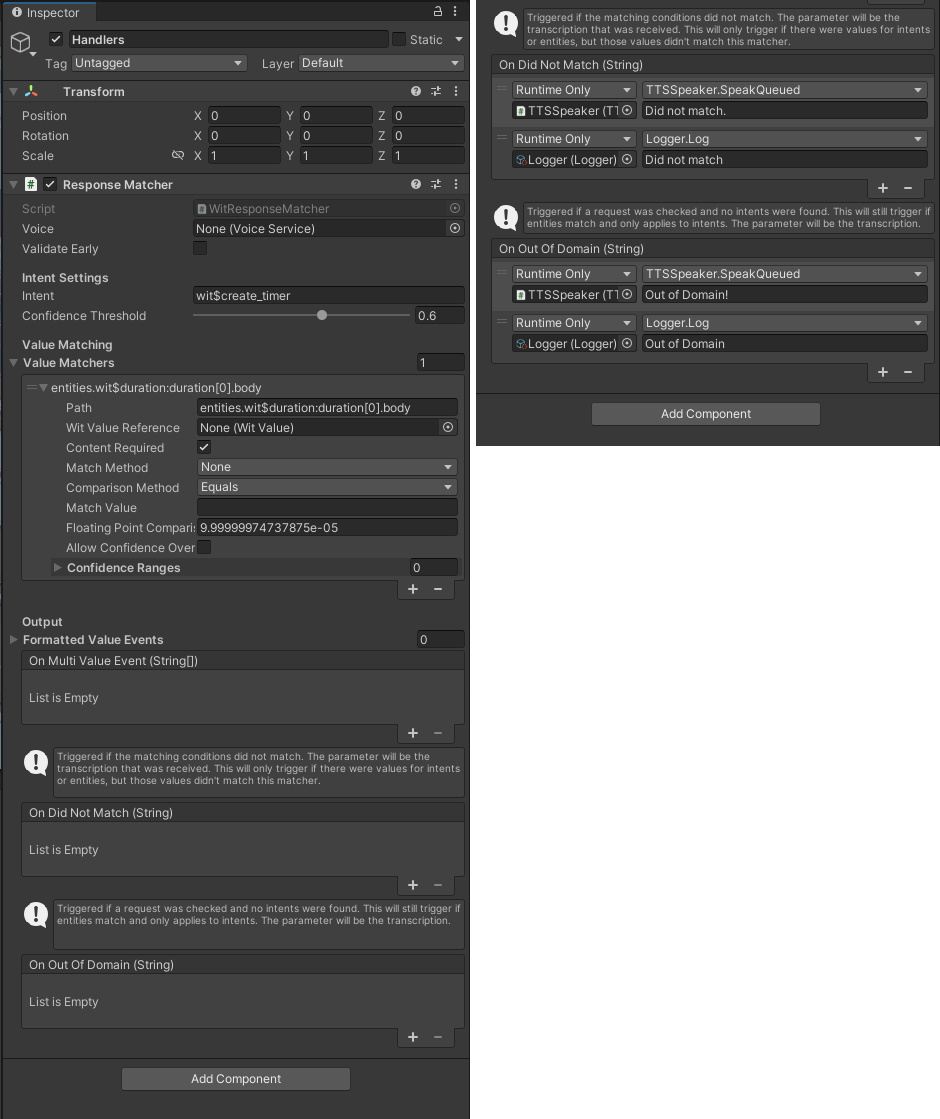 Inspector
Handlers
Static
Tag Untagged Layer Default
Transform
Position X 0 Y 0 Z 0
Rotation X 0 Y 0 Z 0
Scale X 1 Y 1 Z 1
Response Matcher
Script WitResponseMatcher
Voice None (Voice Service)
Validate Early
Intent Settings
Intent wit$create_timer
Confidence Threshold 0.6
Value Matching
Value Matchers 1
entities.wit$duration:duration[0].body
Path entities.wit$duration:duration[0].body
Wit Value Reference None (Wit Value)
Content Required
Match Method None
Comparison Method Equals
Match Value
Floating Point Comparis 9.99999974737875e-05
Allow Confidence Over
Confidence Ranges 0
Output
Formatted Value Events 0
On Multi Value Event (String[])
List is Empty
Triggered if the matching conditions did not match. The parameter will be the
transcription that was received. This will only trigger if there were values for intents
or entities, but those values didn't match this matcher.
On Did Not Match (String)
List is Empty
Triggered if a request was checked and no intents were found. This will still trigger if
entities match and only applies to intents. The parameter will be the transcription.
On Out Of Domain (String)
List is Empty
Add Component
Triggered if the matching conditions did not match. The parameter will be the
transcription that was received. This will only trigger if there were values for intents
or entities, but those values didn't match this matcher.
On Did Not Match (String)
Runtime Only TTSSpeaker.SpeakQueued
TTSSpeaker (T1 Did not match.
Runtime Only Logger.Log
Logger (Logger) Did not match
Triggered if a request was checked and no intents were found. This will still trigger if
entities match and only applies to intents. The parameter will be the transcription.
On Out Of Domain (String)
Runtime Only TTSSpeaker.SpeakQueued
TTSSpeaker (T1 Out of Domain!
Runtime Only Logger.Log
Logger (Logger) Out of Domain
Add Component